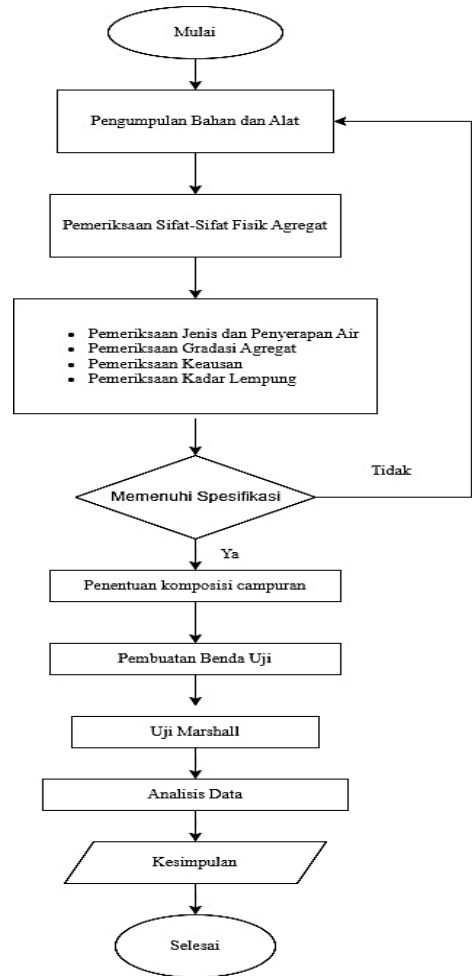 Mulai
Pengumpulan Bahan dan Alat
Pemeriksaan Sifat-Sifat Fisik Agregat
• Pemeriksaan Jenis dan Penyerapan Air
• Pemeriksaan Gradasi Agregat
• Pemeriksaan Keausan
• Pemeriksaan Kadar Lempung
Memenuhi Spesifikasi
Tidak
Ya
Penentuan komposisi campuran
Pembuatan Benda Uji
Uji Marshall
Analisis Data
Kesimpulan
Selesai